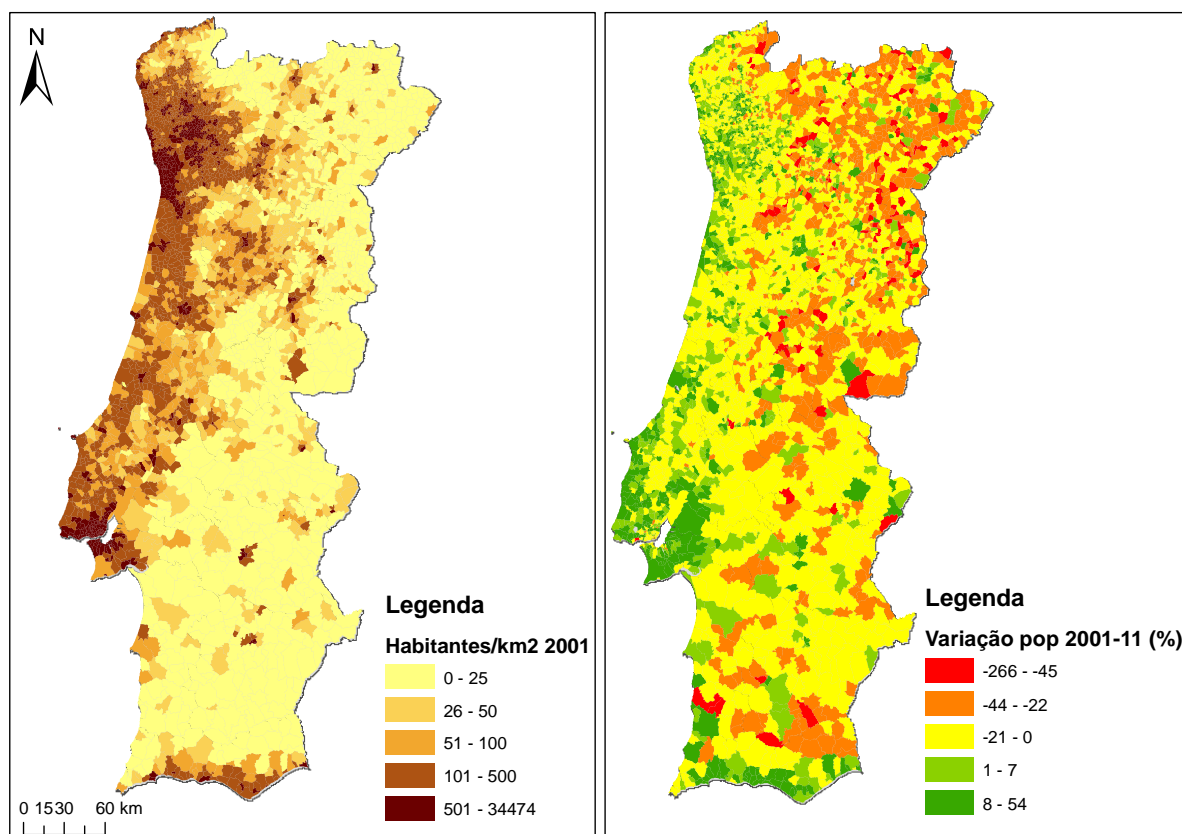 N
Legenda
Habitantes/km2 2001
0 - 25
26 - 50
51 - 100
101 - 500
501 - 34474
0 1530 60 km
Legenda
Variação pop 2001-11 (%)
-266 - -45
-44 - -22
-21 - 0
1 - 7
8 - 54